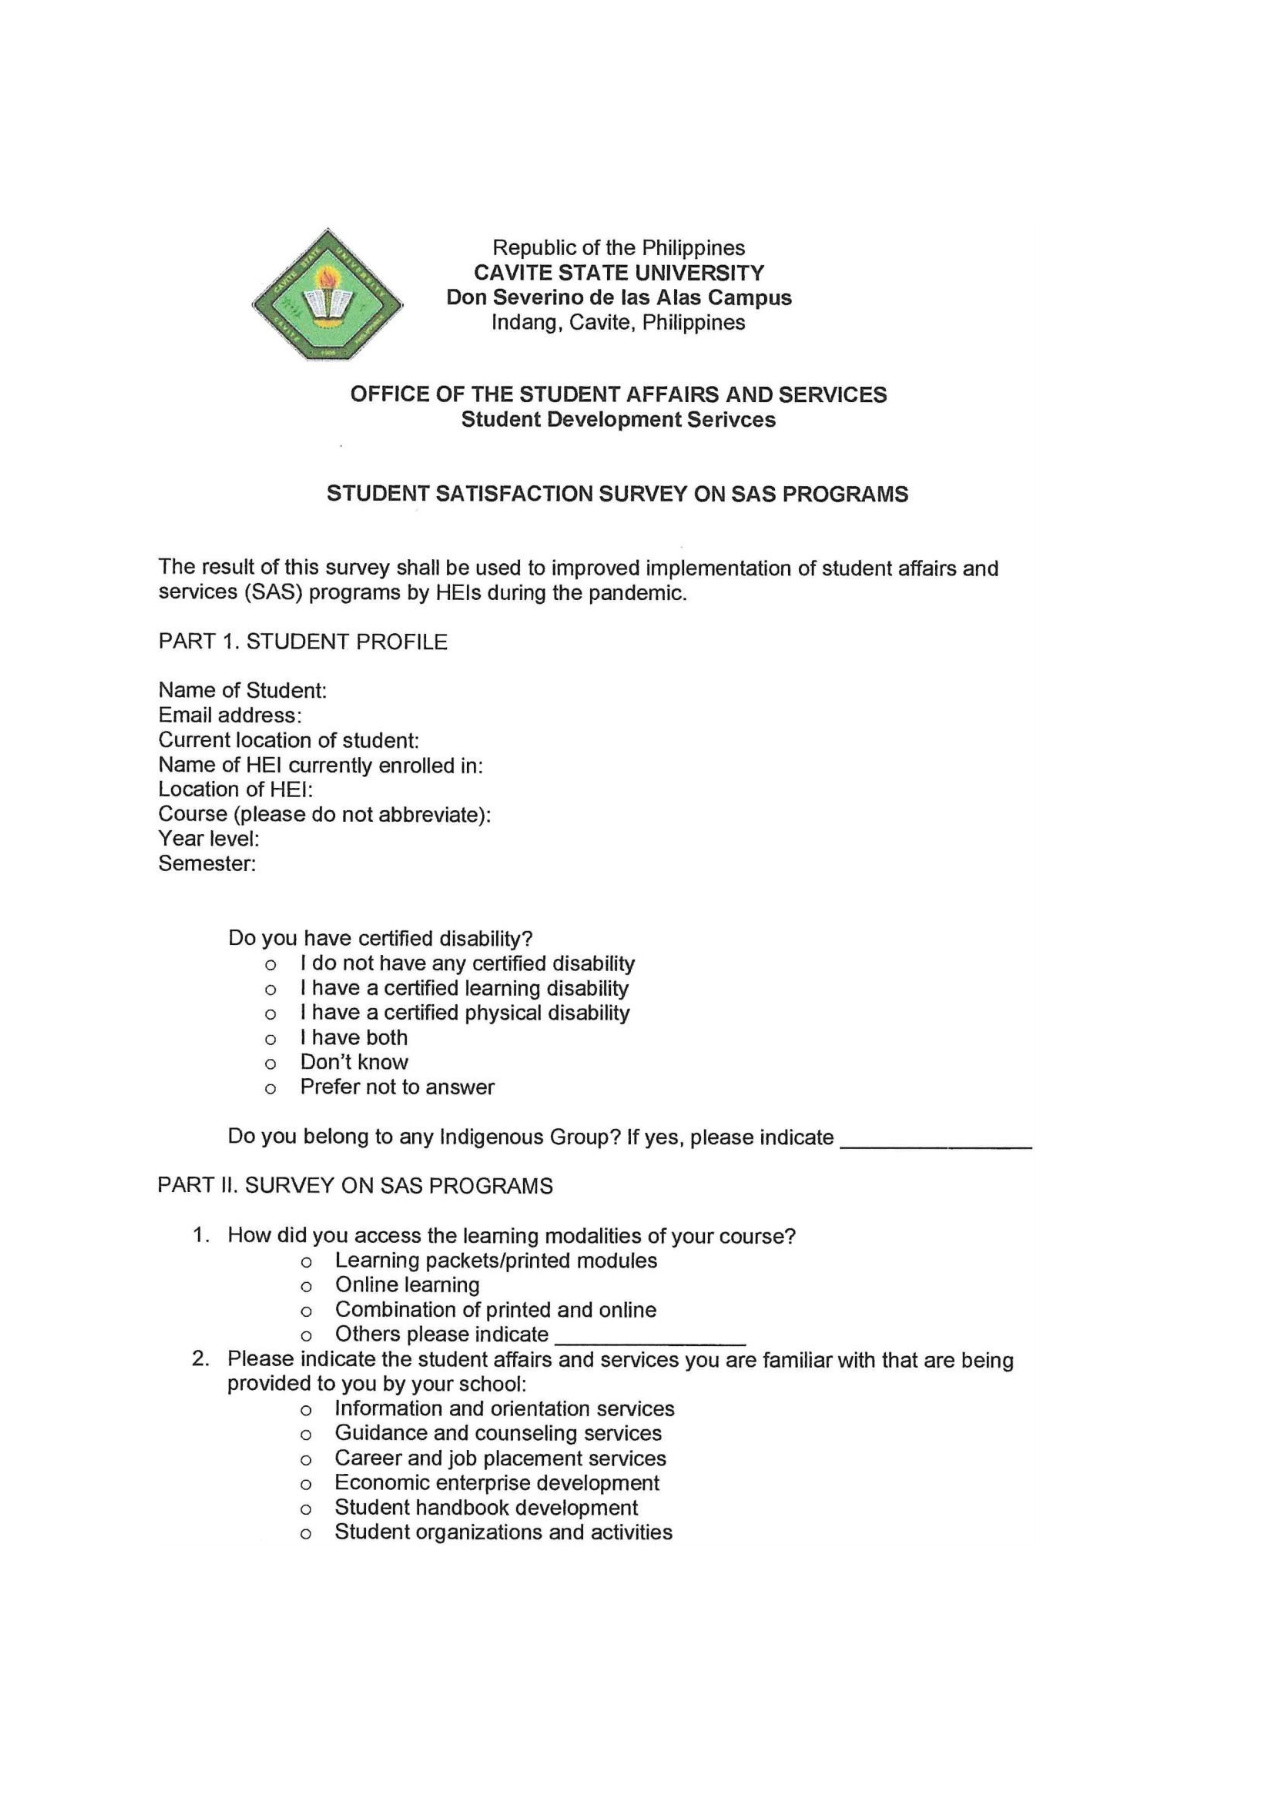 Republic of the Philippines
CAVITE STATE UNIVERSITY
Don Severino de las Alas Campus
Indang, Cavite, Philippines
CAVITE STATE UNIVERSITY
CAVITE
PHILIPPINES
1906
OFFICE OF THE STUDENT AFFAIRS AND SERVICES
Student Development Serivces
STUDENT SATISFACTION SURVEY ON SAS PROGRAMS
The result of this survey shall be used to improved implementation of student affairs and
services (SAS) programs by HEIs during the pandemic.
PART 1. STUDENT PROFILE
Name of Student:
Email address:
Current location of student:
Name of HEI currently enrolled in:
Location of HEI:
Course (please do not abbreviate):
Year level:
Semester:
Do you have certified disability?
o I do not have any certified disability
o I have a certified learning disability
o I have a certified physical disability
o I have both
o Don't know
o Prefer not to answer
Do you belong to any Indigenous Group? If yes, please indicate ________________
PART II. SURVEY ON SAS PROGRAMS
1. How did you access the learning modalities of your course?
o Learning packets/printed modules
o Online learning
o Combination of printed and online
o Others please indicate ________________
2. Please indicate the student affairs and services you are familiar with that are being
provided to you by your school:
o Information and orientation services
o Guidance and counseling services
o Career and job placement services
o Economic enterprise development
o Student handbook development
o Student organizations and activities